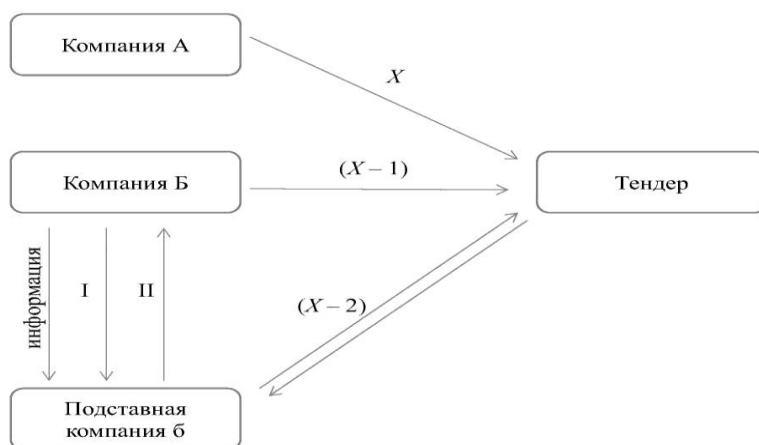 Компания А
X
Компания Б
(X – 1)
Тендер
информация
I
II
(X – 2)
Подставная
компания б